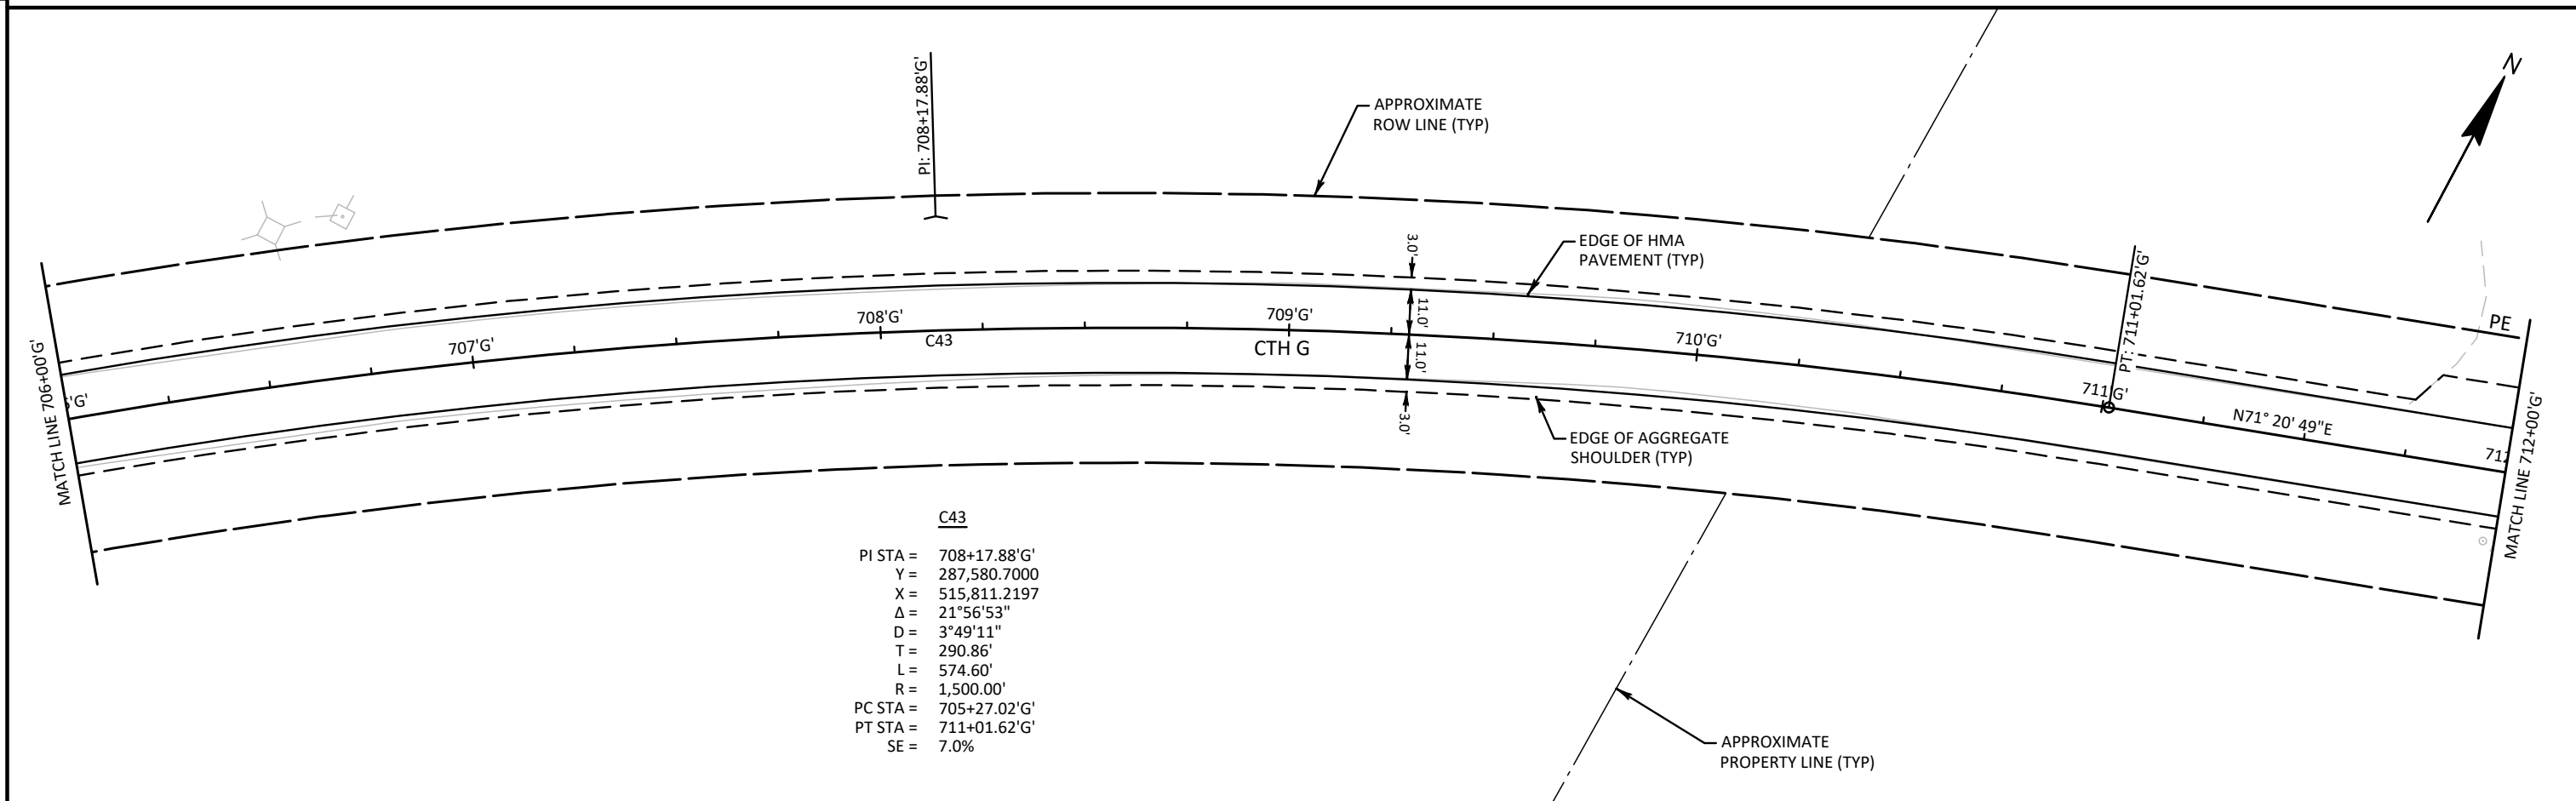 N
PI: 708+17.88'G'
APPROXIMATE
ROW LINE (TYP)
EDGE OF HMA
PAVEMENT (TYP)
3.0'
11.0'
11.0'
3.0'
PT: 711+01.62'G'
PE
MATCH LINE 706+00'G'
'G'
707'G'
708'G'
C43
709'G'
CTH G
710'G'
711'G'
N71° 20' 49"E
712
MATCH LINE 712+00'G'
EDGE OF AGGREGATE
SHOULDER (TYP)
C43
PI STA = 708+17.88'G'
Y = 287,580.7000
X = 515,811.2197
Δ = 21°56'53"
D = 3°49'11"
T = 290.86'
L = 574.60'
R = 1,500.00'
PC STA = 705+27.02'G'
PT STA = 711+01.62'G'
SE = 7.0%
APPROXIMATE
PROPERTY LINE (TYP)